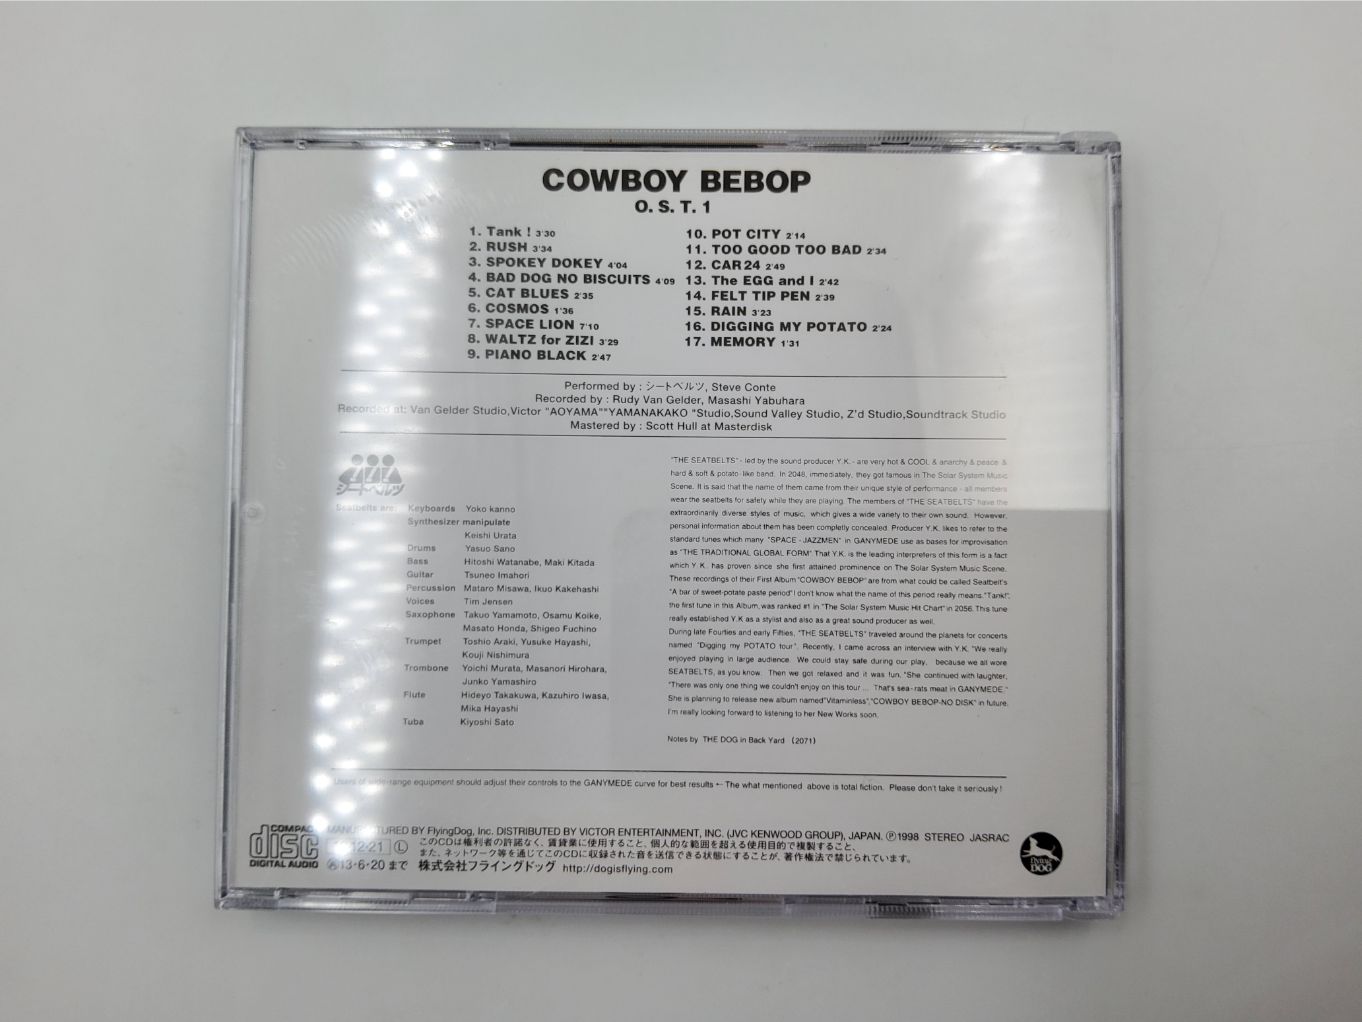 COWBOY BEBOP
O. S. T. 1
1. Tank ! 3'30
2. RUSH 3'34
3. SPOKEY DOKEY 4'04
4. BAD DOG NO BISCUITS 4'09
5. CAT BLUES 2'35
6. COSMOS 1'36
7. SPACE LION 7'10
8. WALTZ for ZIZI 3'29
9. PIANO BLACK 2'47
10. POT CITY 2'14
11. TOO GOOD TOO BAD 2'34
12. CAR 24 2'49
13. The EGG and I 2'42
14. FELT TIP PEN 2'39
15. RAIN 3'23
16. DIGGING MY POTATO 2'24
17. MEMORY 1'31
Performed by : シートベルツ, Steve Conte
Recorded by : Rudy Van Gelder, Masashi Yabuhara
Recorded at: Van Gelder Studio,Victor "AOYAMA""YAMANAKAKO "Studio,Sound Valley Studio, Z'd Studio,Soundtrack Studio
Mastered by : Scott Hull at Masterdisk
シートベルツ
Seatbelts are: Keyboards Yoko kanno
Synthesizer manipulate
Keishi Urata
Drums Yasuo Sano
Bass Hitoshi Watanabe, Maki Kitada
Guitar Tsuneo Imahori
Percussion Mataro Misawa, Ikuo Kakehashi
Voices Tim Jensen
Saxophone Takuo Yamamoto, Osamu Koike,
Masato Honda, Shigeo Fuchino
Trumpet Toshio Araki, Yusuke Hayashi,
Kouji Nishimura
Trombone Yoichi Murata, Masanori Hirohara,
Junko Yamashiro
Flute Hideyo Takakuwa, Kazuhiro Iwasa,
Mika Hayashi
Tuba Kiyoshi Sato
"THE SEATBELTS" - led by the sound producer Y.K. - are very hot & COOL & anarchy & peace &
hard & soft & potato like band. In 2048, immediately, they got famous in The Solar System Music
Scene. It is said that the name of them came from their unique style of performance - all members
wear the seatbelts for safety while they are playing. The members of "THE SEATBELTS" have the
extraordinarily diverse styles of music, which gives a wide variety to their own sound. However,
personal information about them has been completly concealed. Producer Y.K. likes to refer to the
standard tunes which many "SPACE - JAZZMEN" in GANYMEDE use as bases for improvisation
as "THE TRADITIONAL GLOBAL FORM". That Y.K. is the leading interpreters of this form is a fact
which Y.K. has proven since she first attained prominence on The Solar System Music Scene.
These recordings of their First Album "COWBOY BEBOP" are from what could be called Seatbelt's
"A bar of sweet-potato paste period" I don't know what the name of this period really means. "Tank!",
the first tune in this Album, was ranked #1 in "The Solar System Music Hit Chart" in 2056. This tune
really established Y.K as a stylist and also as a great sound producer as well.
During late Fourties and early Fifties, "THE SEATBELTS" traveled around the planets for concerts
named "Digging my POTATO tour". Recently, I came across an interview with Y.K. "We really
enjoyed playing in large audience. We could stay safe during our play, because we all wore
SEATBELTS, as you know. Then we got relaxed and it was fun. "She continued with laughter,
"There was only one thing we couldn't enjoy on this tour ... That's sea-rats meat in GANYMEDE."
She is planning to release new album named"Vitaminless","COWBOY BEBOP-NO DISK" in future.
I'm really looking forward to listening to her New Works soon.
Notes by THE DOG in Back Yard (2071)
Users of wide-range equipment should adjust their controls to the GANYMEDE curve for best results ← The what mentioned above is total fiction. Please don't take it seriously !
COMPACT
disc
DIGITAL AUDIO
MANUFACTURED BY FlyingDog, Inc. DISTRIBUTED BY VICTOR ENTERTAINMENT, INC. (JVC KENWOOD GROUP), JAPAN. Ⓟ1998 STEREO JASRAC
12·21 Ⓛ このCDは権利者の許諾なく、賃貸業に使用すること、個人的な範囲を超える使用目的で複製すること、
また、ネットワーク等を通じてこのCDに収録された音を送信できる状態にすることが、著作権法で禁じられています。
13·6·20 まで 株式会社フライングドッグ http://dogisflying.com
flying DOG